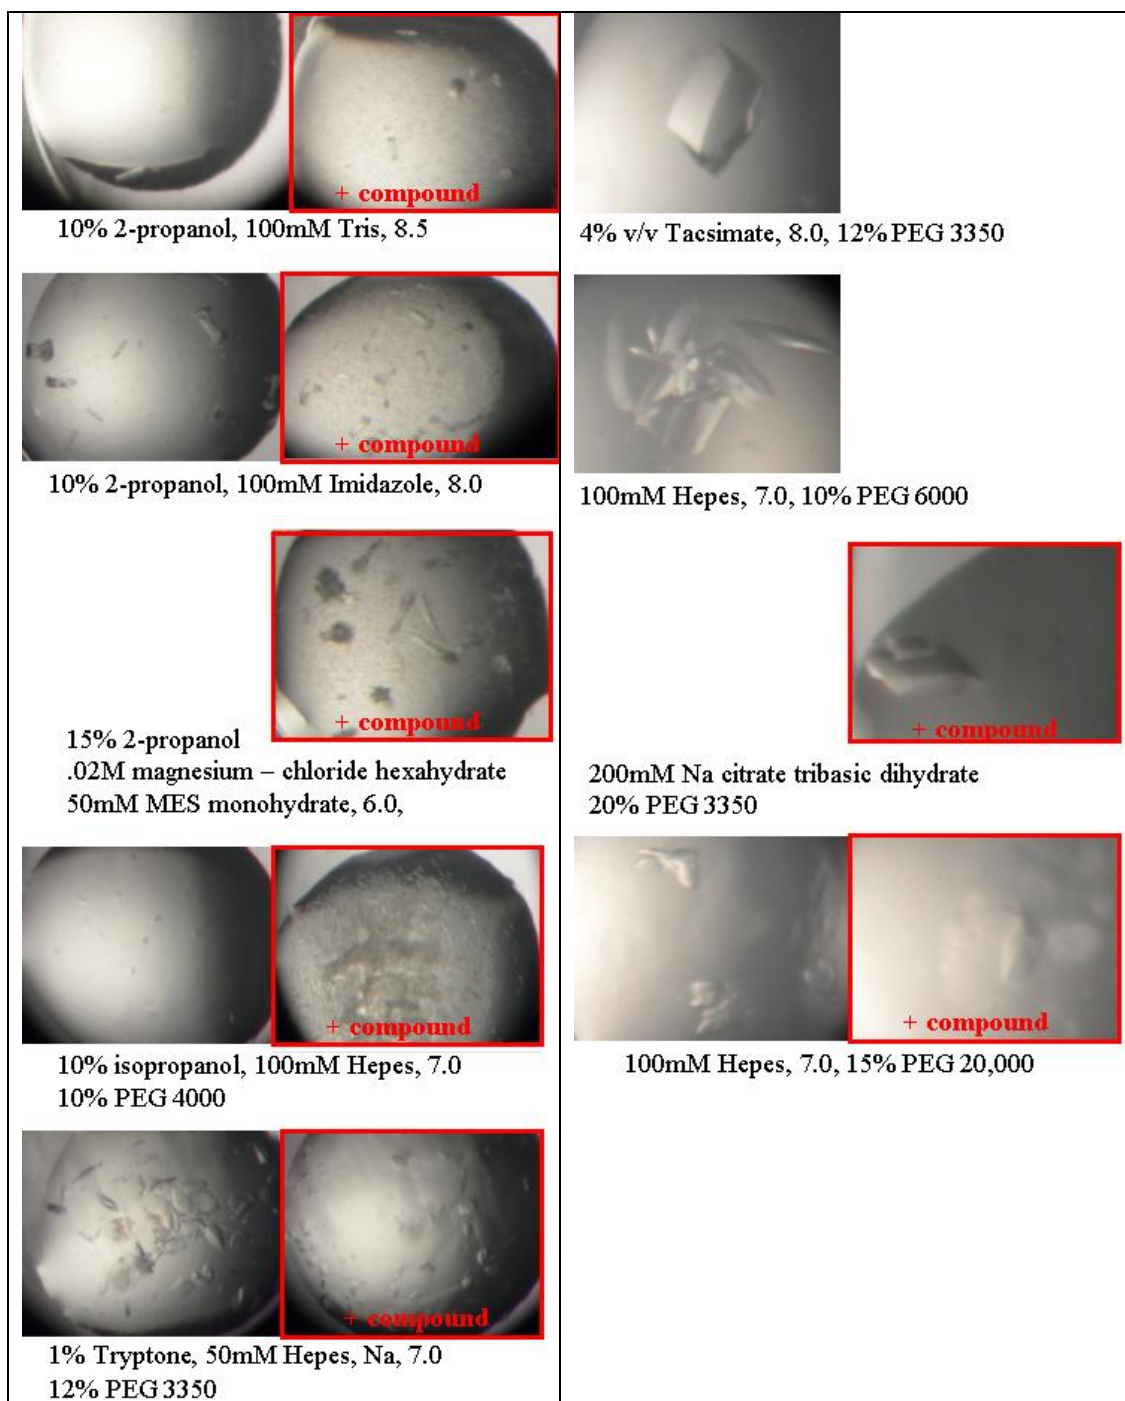 + compound
10% 2-propanol, 100mM Tris, 8.5
+ compound
10% 2-propanol, 100mM Imidazole, 8.0
+ compound
15% 2-propanol
.02M magnesium – chloride hexahydrate
50mM MES monohydrate, 6.0,
+ compound
10% isopropanol, 100mM Hepes, 7.0
10% PEG 4000
+ compound
1% Tryptone, 50mM Hepes, Na, 7.0
12% PEG 3350
4% v/v Tacsimate, 8.0, 12% PEG 3350
100mM Hepes, 7.0, 10% PEG 6000
+ compound
200mM Na citrate tribasic dihydrate
20% PEG 3350
+ compound
100mM Hepes, 7.0, 15% PEG 20,000